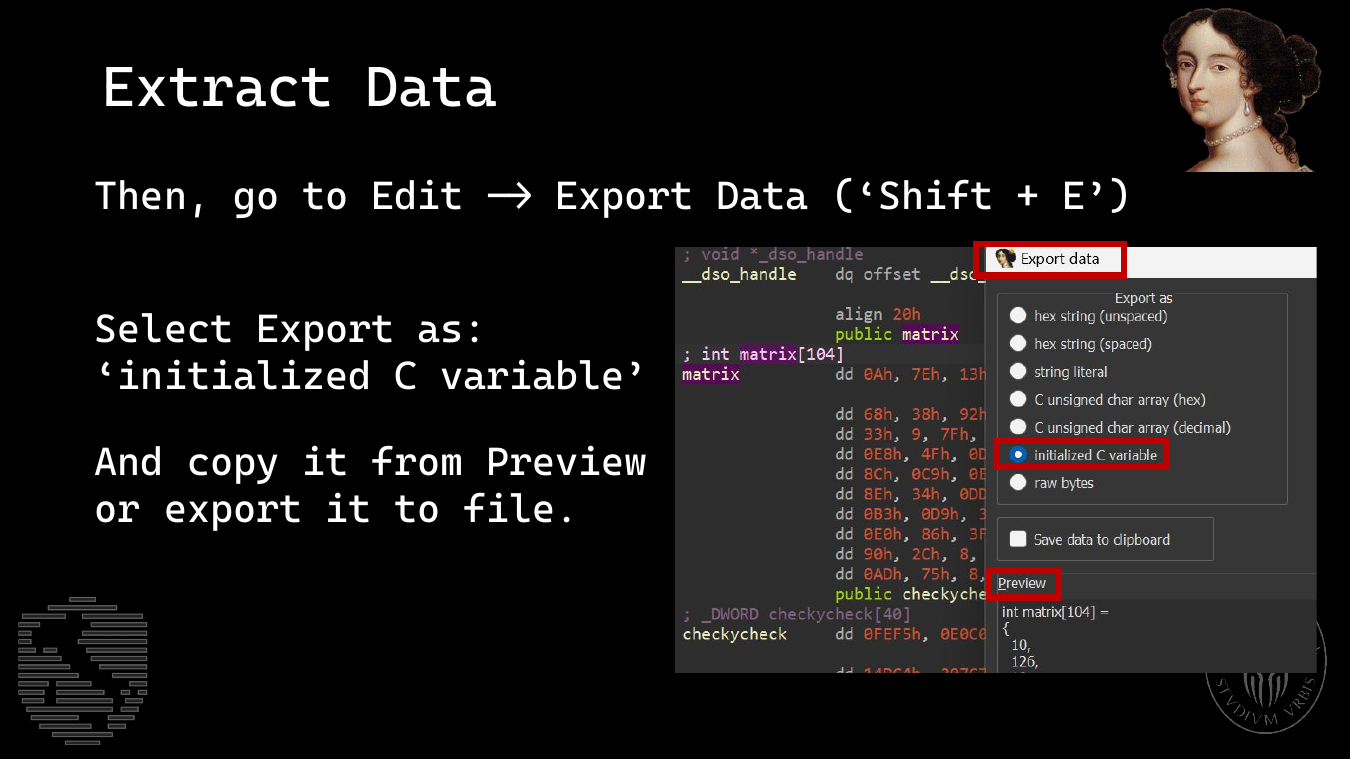 Extract Data
Then, go to Edit —> Export Data (‘Shift + E’)
Select Export as:
‘initialized C variable’
And copy it from Preview
or export it to file.
; void *_dso_handle
__dso_handle dq offset __dso_
align 20h
public matrix
; int matrix[104]
matrix dd 0Ah, 7Eh, 13h
dd 68h, 38h, 92h
dd 33h, 9, 7Fh,
dd 0E8h, 4Fh, 0D
dd 8Ch, 0C9h, 0E
dd 8Eh, 34h, 0DD
dd 0B3h, 0D9h, 3
dd 0E0h, 86h, 3F
dd 90h, 2Ch, 8,
dd 0ADh, 75h, 8,
public checkyche
; _DWORD checkycheck[40]
checkycheck dd 0FEF5h, 0E0C0
Export data
Export as
hex string (unspaced)
hex string (spaced)
string literal
C unsigned char array (hex)
C unsigned char array (decimal)
initialized C variable
raw bytes
Save data to clipboard
Preview
int matrix[104] =
{
10,
126,
STVDIVM VRBIS